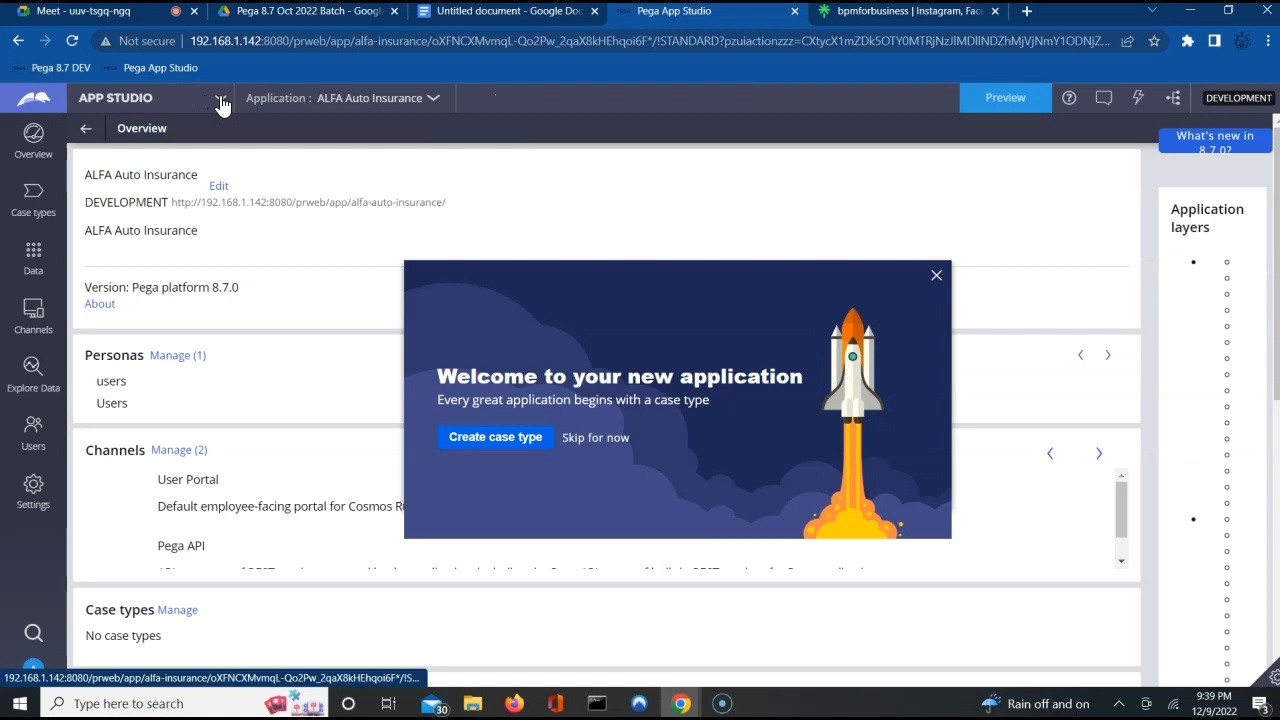 Meet - uuv-tsgq-nqg
Pega 8.7 Oct 2022 Batch - Googl
Untitled document - Google Doc
Pega App Studio
bpmforbusiness | Instagram, Fac
Not secure
192.168.1.142:8080/prweb/app/alfa-insurance/oXFNCXMvmqL-Qo2Pw_2qaX8kHEhqoi6F*/!STANDARD?pzuiactionzzz=CXtycX1mZDk5OTY0MTRjNzJlMDllNDZhMjVjNmY1ODNjZ...
Pega 8.7 DEV
Pega App Studio
APP STUDIO
Application : ALFA Auto Insurance
Preview
DEVELOPMENT
Overview
What's new in
8.7.0?
Overview
Case types
Data
Channels
Explore Data
Users
Settings
ALFA Auto Insurance
Edit
DEVELOPMENT http://192.168.1.142:8080/prweb/app/alfa-auto-insurance/
ALFA Auto Insurance
Version: Pega platform 8.7.0
About
Application
layers
Personas Manage (1)
users
Users
Welcome to your new application
Every great application begins with a case type
Create case type
Skip for now
Channels Manage (2)
User Portal
Default employee-facing portal for Cosmos R
Pega API
Case types Manage
No case types
192.168.1.142:8080/prweb/app/alfa-insurance/oXFNCXMvmqL-Qo2Pw_2qaX8kHEhqoi6F*/!S...
Type here to search
30
Rain off and on
9:39 PM
12/9/2022
3